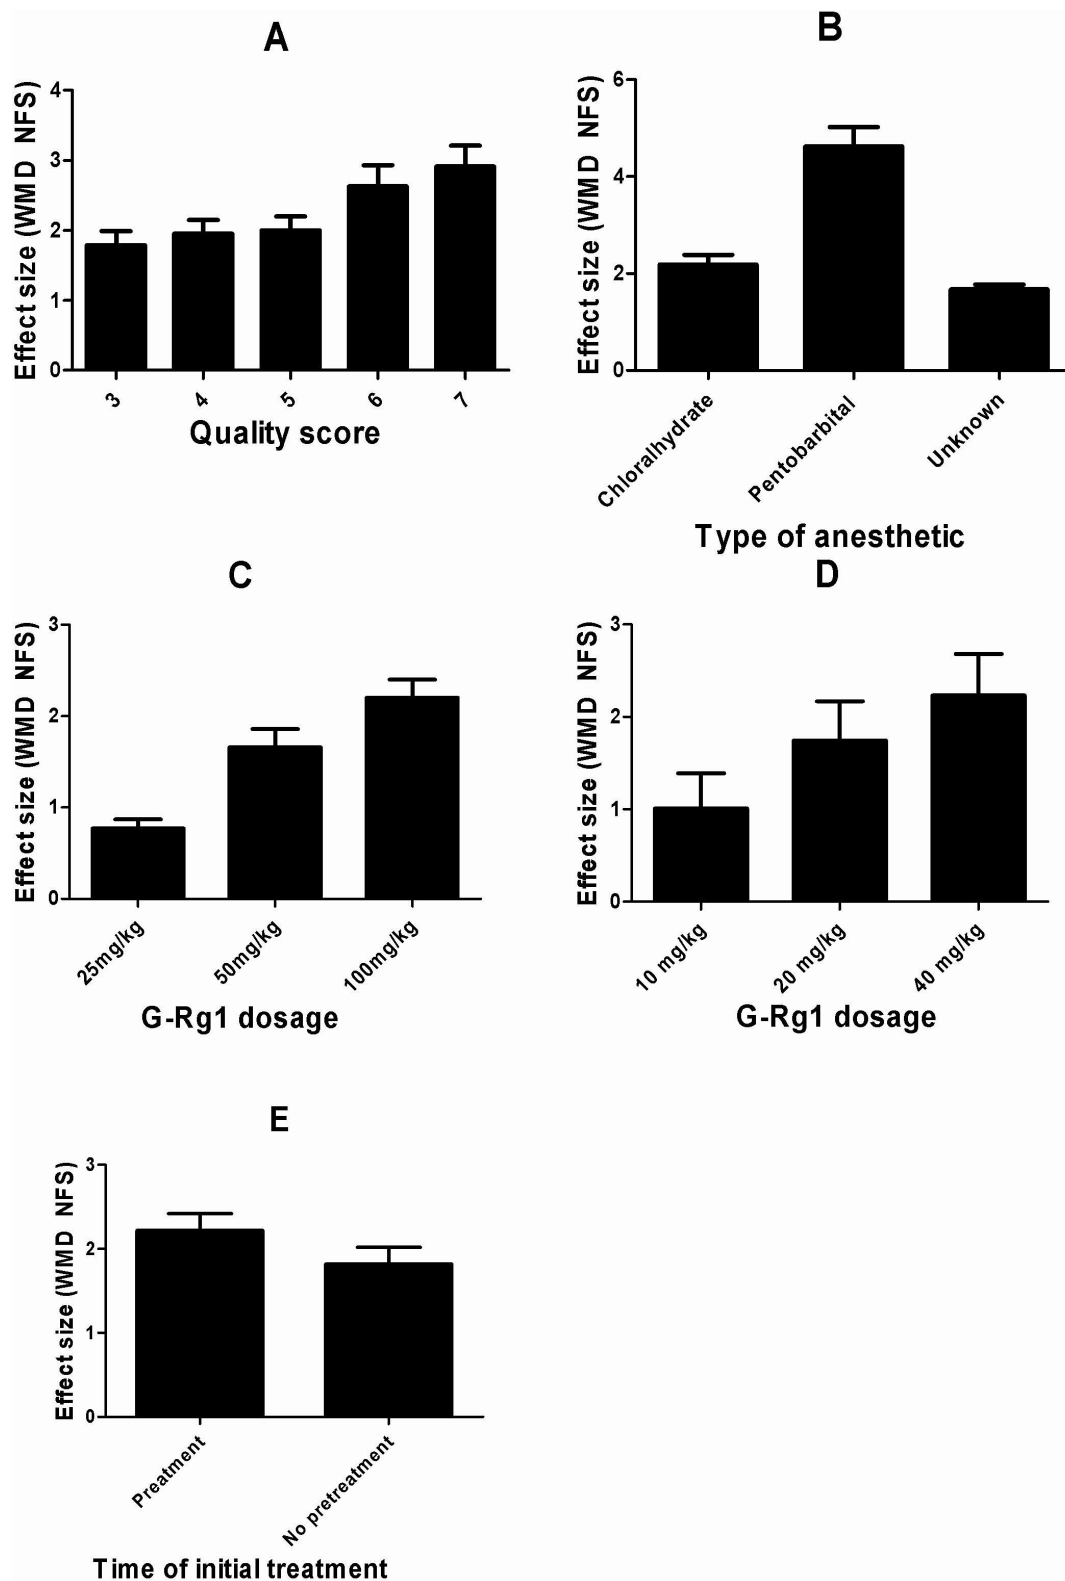 A
Effect size (WMD NFS)
4
3
2
1
0
3
4
5
6
7
Quality score
B
Effect size (WMD NFS)
6
4
2
0
Chloralhydrate
Pentobarbital
Unknown
Type of anesthetic
C
Effect size (WMD NFS)
3
2
1
0
25mg/kg
50mg/kg
100mg/kg
G-Rg1 dosage
D
Effect size (WMD NFS)
3
2
1
0
10 mg/kg
20 mg/kg
40 mg/kg
G-Rg1 dosage
E
Effect size (WMD NFS)
3
2
1
0
Preatment
No pretreatment
Time of initial treatment